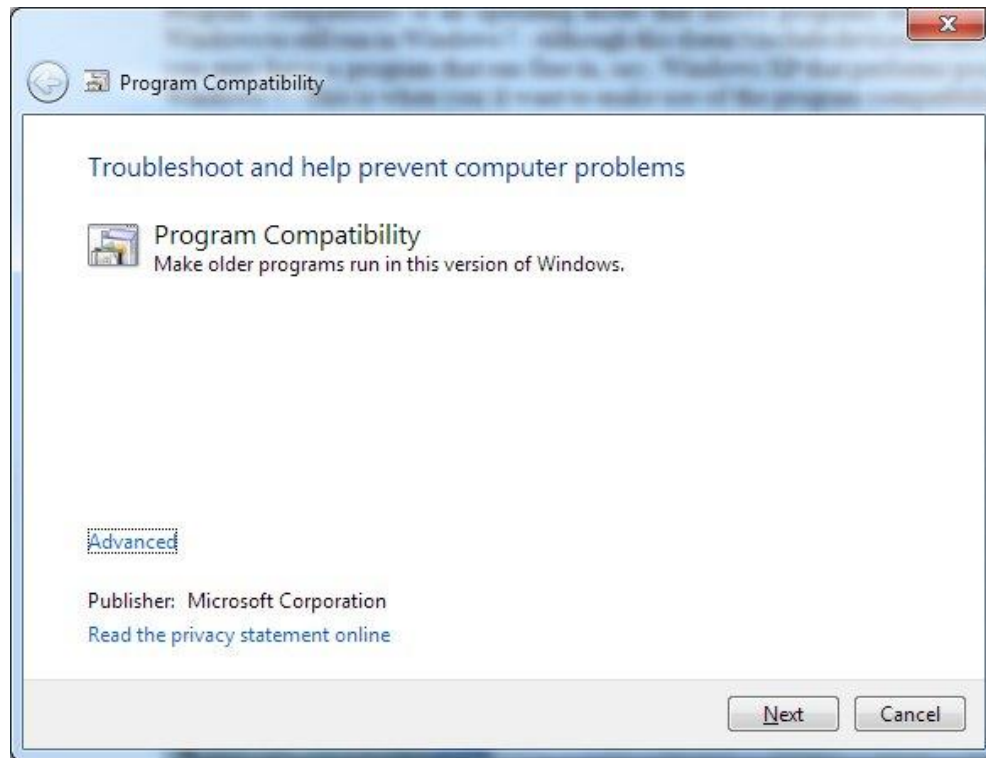 Program Compatibility
Troubleshoot and help prevent computer problems
Program Compatibility
Make older programs run in this version of Windows.
Advanced
Publisher: Microsoft Corporation
Read the privacy statement online
Next
Cancel